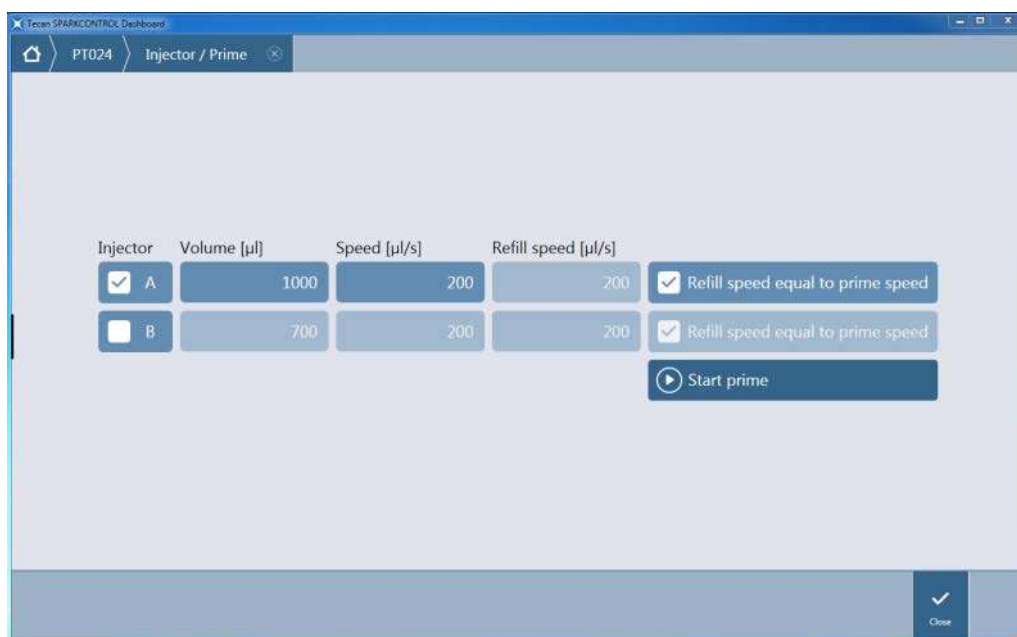 Tecan SPARKCONTROL Dashboard
PT024 Injector / Prime
Injector Volume [µl] Speed [µl/s] Refill speed [µl/s]
A 1000 200 200 Refill speed equal to prime speed
B 700 200 200 Refill speed equal to prime speed
Start prime
Close